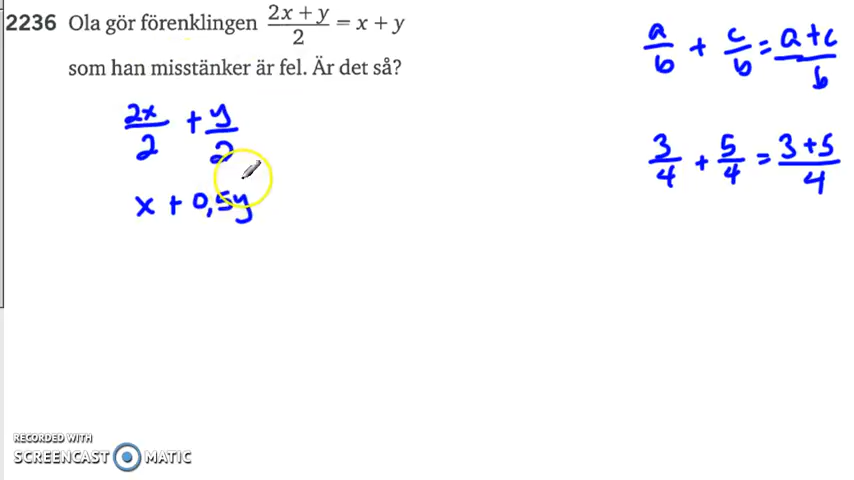 2236 Ola gör förenklingen (2x + y)/2 = x + y
som han misstänker är fel. Är det så?
2x/2 + y/2
x + 0,5y
a/b + c/b = (a+c)/b
3/4 + 5/4 = (3+5)/4
RECORDED WITH
SCREENCAST MATIC